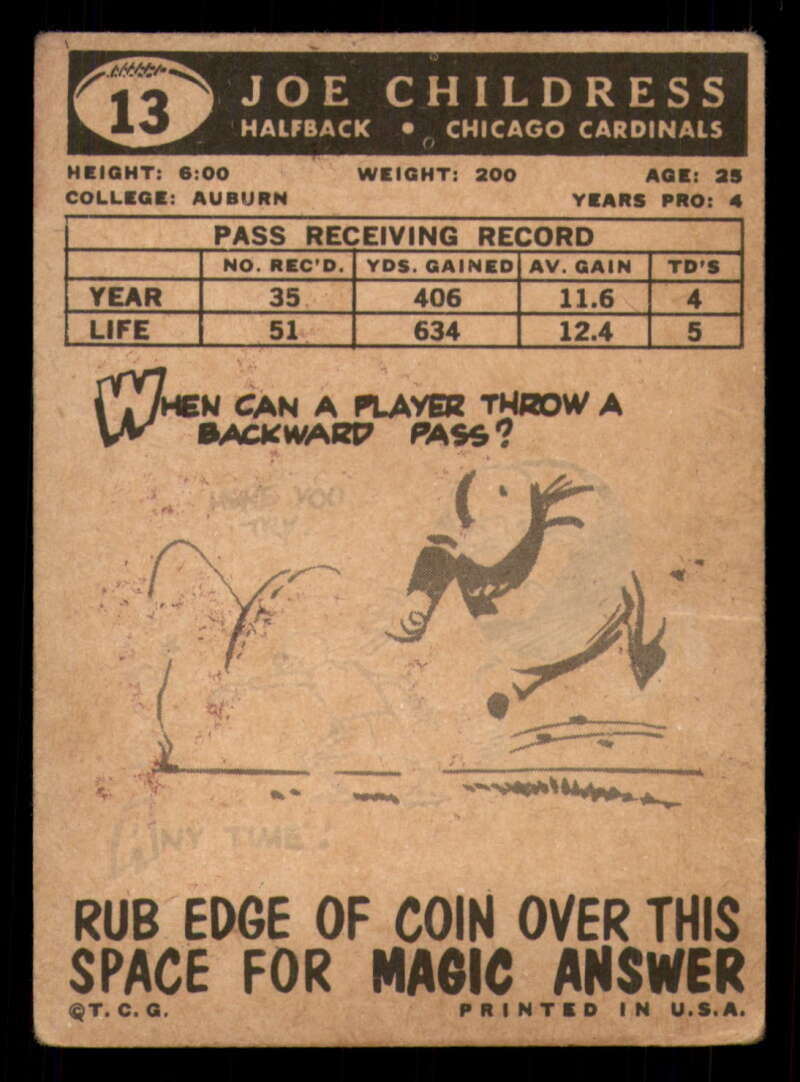 13
JOE CHILDRESS
HALFBACK • CHICAGO CARDINALS
HEIGHT: 6:00 WEIGHT: 200 AGE: 25
COLLEGE: AUBURN YEARS PRO: 4
PASS RECEIVING RECORD
NO. REC'D. YDS. GAINED AV. GAIN TD'S
YEAR 35 406 11.6 4
LIFE 51 634 12.4 5
WHEN CAN A PLAYER THROW A
BACKWARD PASS?
YOU
TRY
ANY TIME!
RUB EDGE OF COIN OVER THIS
SPACE FOR MAGIC ANSWER
©T. C. G. PRINTED IN U.S.A.